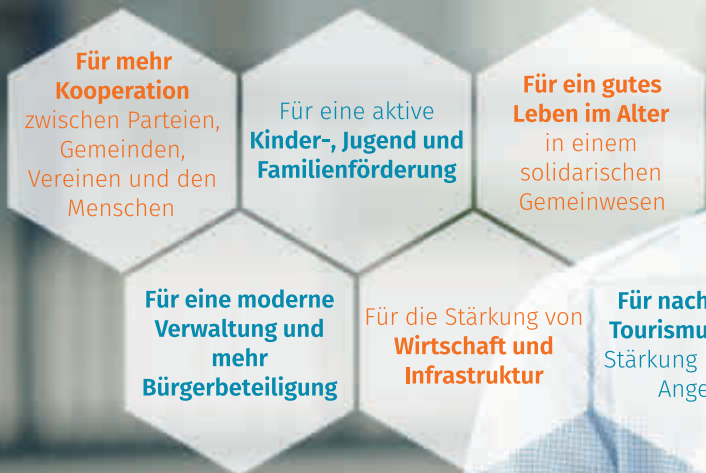 Für mehr
Kooperation
zwischen Parteien,
Gemeinden,
Vereinen und den
Menschen
Für eine aktive
Kinder-, Jugend und
Familienförderung
Für ein gutes
Leben im Alter
in einem
solidarischen
Gemeinwesen
Für eine moderne
Verwaltung und
mehr
Bürgerbeteiligung
Für die Stärkung von
Wirtschaft und
Infrastruktur
Für nach
Tourismu
Stärkung
Ange